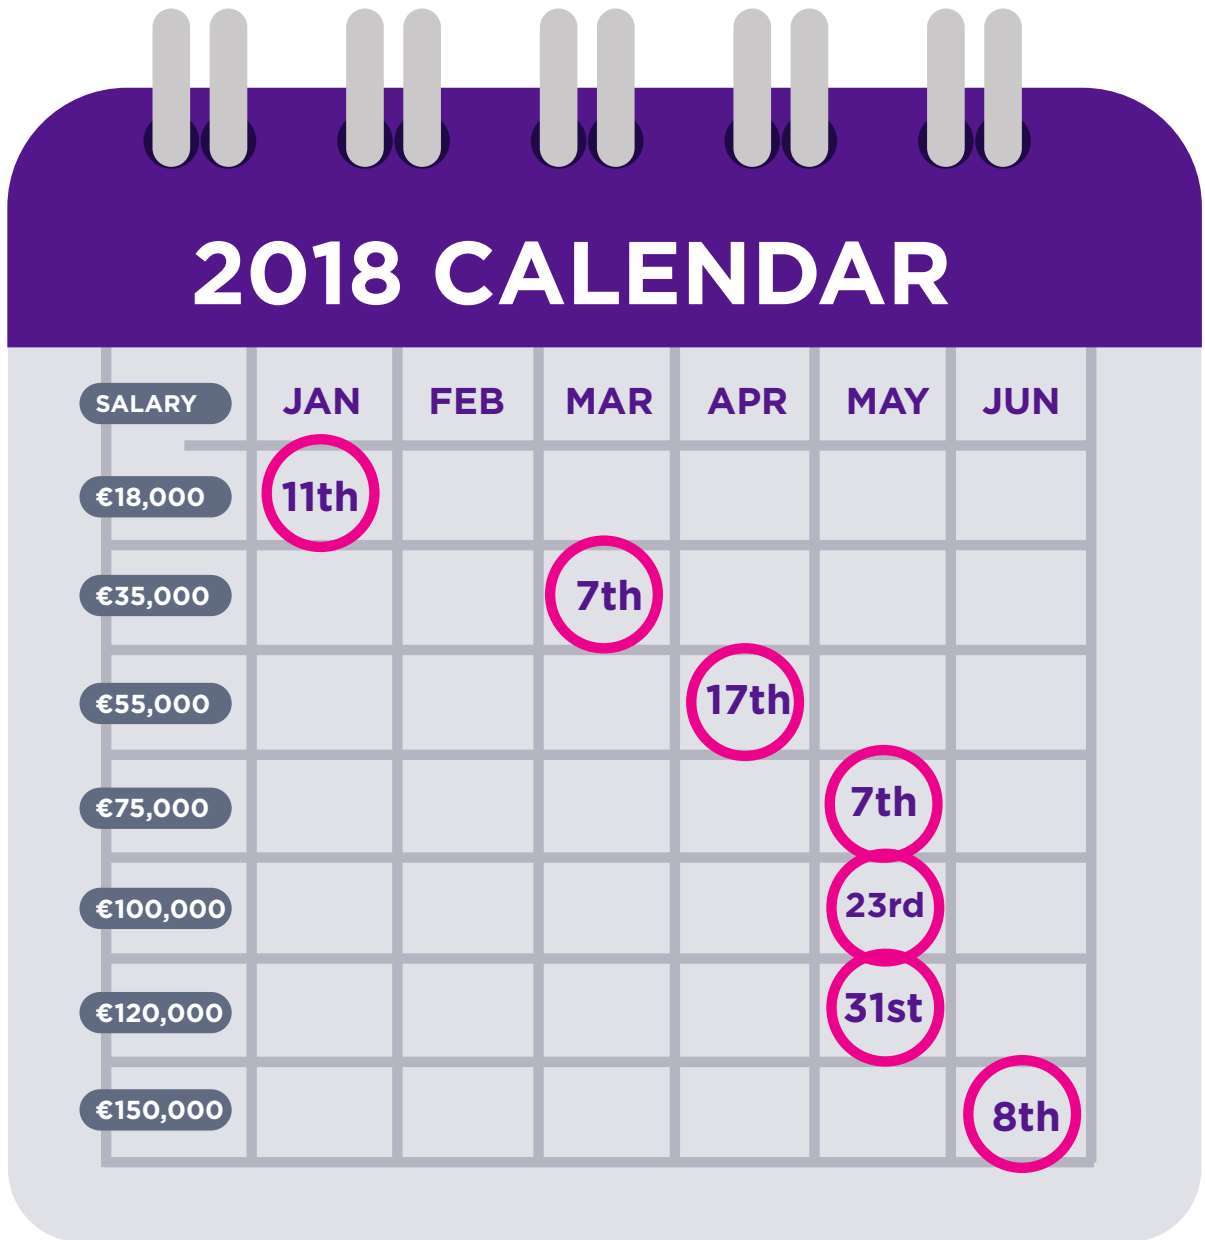 2018 CALENDAR
SALARY JAN FEB MAR APR MAY JUN
€18,000 11th
€35,000 7th
€55,000 17th
€75,000 7th
€100,000 23rd
€120,000 31st
€150,000 8th